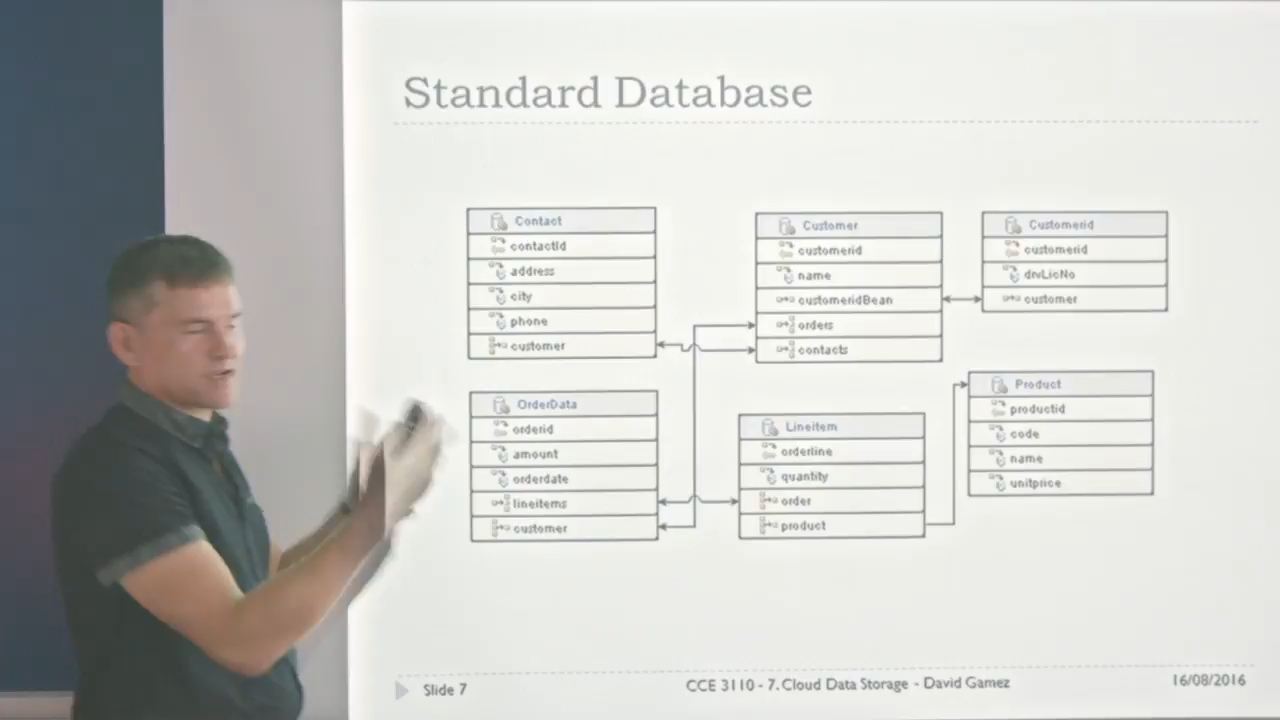 Standard Database
Contact
contactId
address
city
phone
customer
Customer
customerid
name
customeridBean
orders
contacts
Customerid
customerid
drvLicNo
customer
OrderData
orderid
amount
orderdate
lineitems
customer
Lineitem
orderline
quantity
order
product
Product
productid
code
name
unitprice
Slide 7
CCE 3110 - 7. Cloud Data Storage - David Gamez
16/08/2016